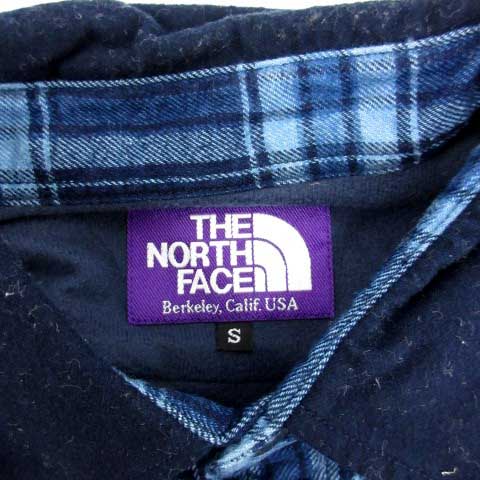 THE
NORTH
FACE
Berkeley, Calif. USA
S